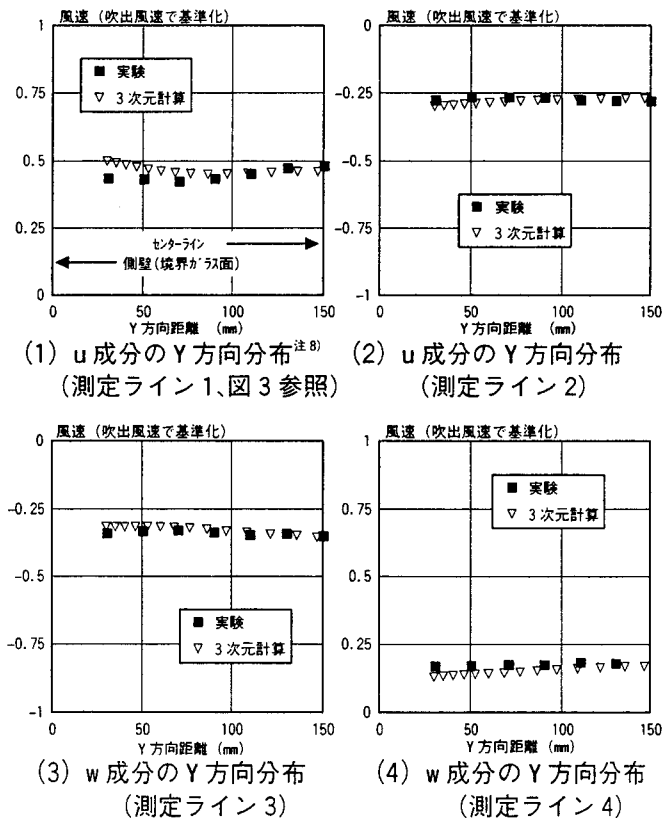 風速(吹出風速で基準化)
1
0.75
0.5
0.25
0
■ 実験
▽ 3次元計算
センターライン
側壁(境界ガラス面)
0 50 100 150
Y方向距離 (mm)
(1) u成分のY方向分布注8)
(測定ライン1、図3参照)
風速(吹出風速で基準化)
0
-0.25
-0.5
-0.75
-1
■ 実験
▽ 3次元計算
0 50 100 150
Y方向距離 (mm)
(2) u成分のY方向分布
(測定ライン2)
風速(吹出風速で基準化)
0
-0.25
-0.5
-0.75
-1
■ 実験
▽ 3次元計算
0 50 100 150
Y方向距離 (mm)
(3) w成分のY方向分布
(測定ライン3)
風速(吹出風速で基準化)
1
0.75
0.5
0.25
0
■ 実験
▽ 3次元計算
0 50 100 150
Y方向距離 (mm)
(4) w成分のY方向分布
(測定ライン4)